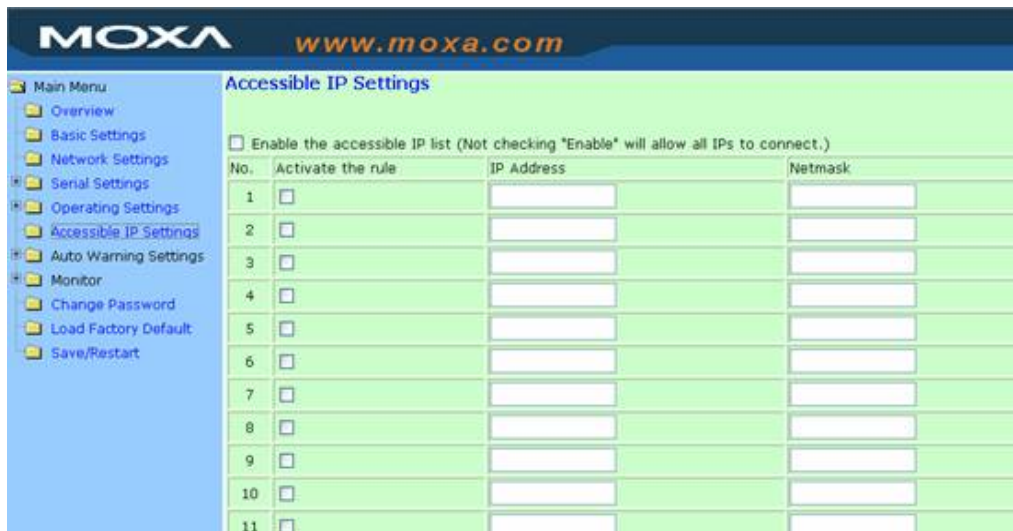 MOXA www.moxa.com
Main Menu
Overview
Basic Settings
Network Settings
Serial Settings
Operating Settings
Accessible IP Settings
Auto Warning Settings
Monitor
Change Password
Load Factory Default
Save/Restart
Accessible IP Settings
Enable the accessible IP list (Not checking "Enable" will allow all IPs to connect.)
No. Activate the rule IP Address Netmask
1
2
3
4
5
6
7
8
9
10
11